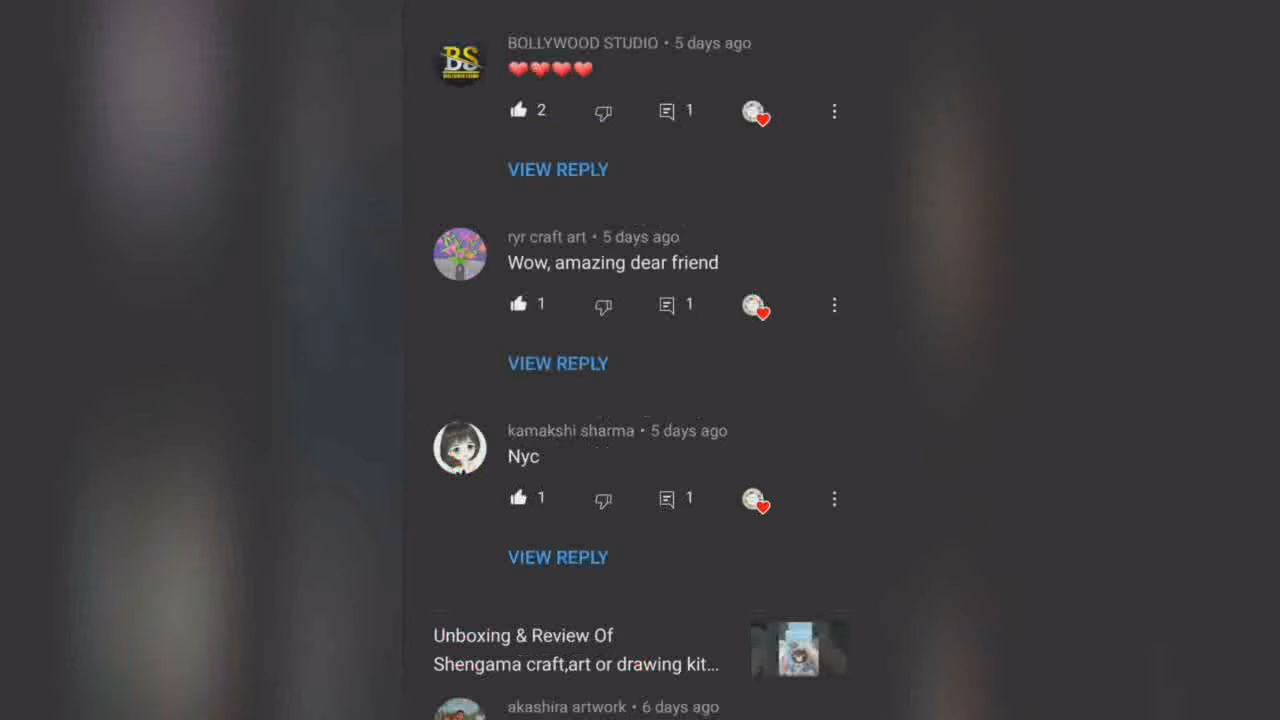 BOLLYWOOD STUDIO • 5 days ago
❤❤❤❤
2
1
VIEW REPLY
ryr craft art • 5 days ago
Wow, amazing dear friend
1
1
VIEW REPLY
kamakshi sharma • 5 days ago
Nyc
1
1
VIEW REPLY
Unboxing & Review Of
Shengama craft,art or drawing kit...
akashira artwork • 6 days ago
BS